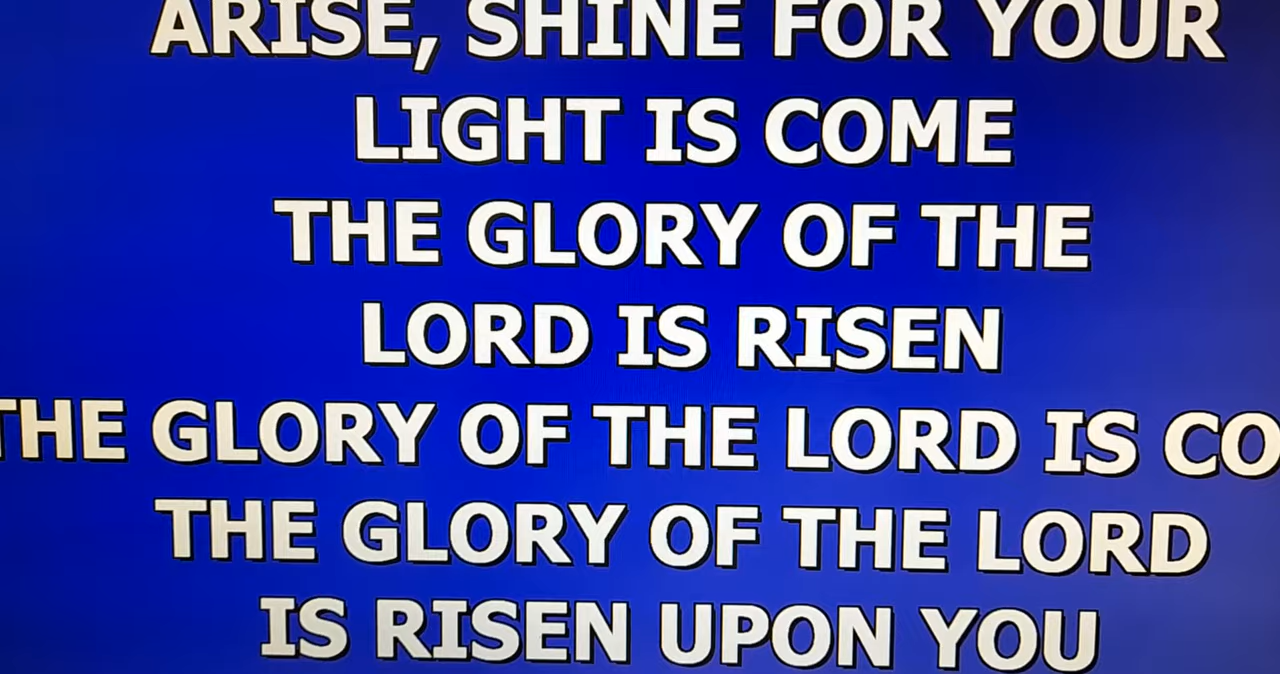 ARISE, SHINE FOR YOUR
LIGHT IS COME
THE GLORY OF THE
LORD IS RISEN
THE GLORY OF THE LORD IS
THE GLORY OF THE LORD
IS RISEN UPON YOU